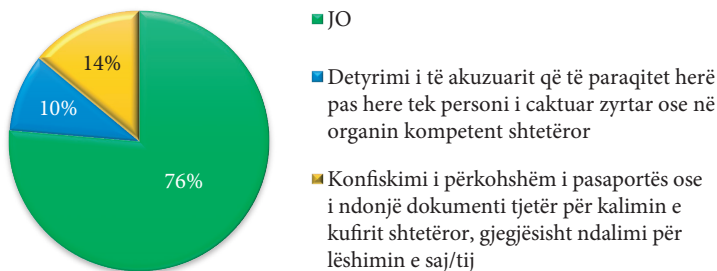 JO
14%
Detyrimi i të akuzuarit që të paraqitet herë
10%
pas here tek personi i caktuar zyrtar ose në
organin kompetent shtetëror
76%
Konfiskimi i përkohshëm i pasaportës ose
i ndonjë dokumenti tjetër për kalimin e
kufirit shtetëror, gjegjësisht ndalimi për
lëshimin e saj/tij